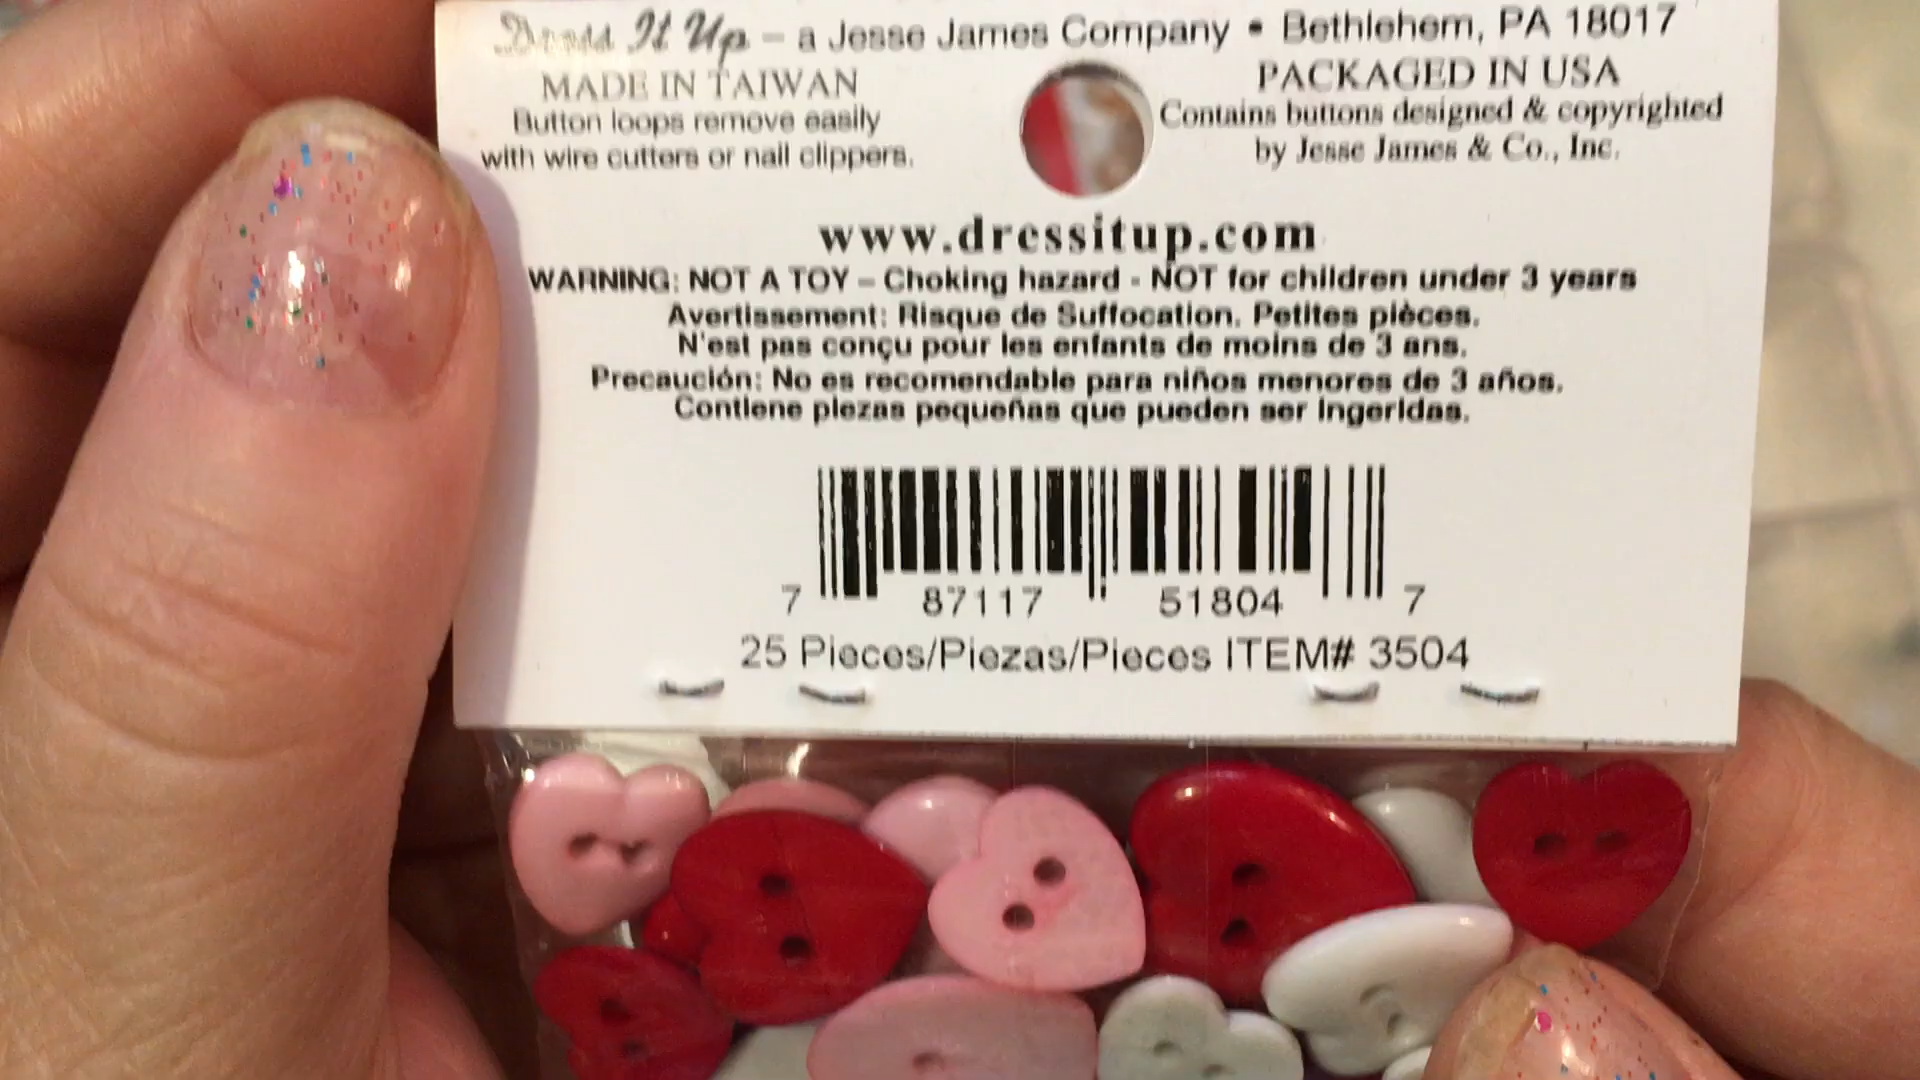 Dress It Up – a Jesse James Company • Bethlehem, PA 18017
MADE IN TAIWAN
Button loops remove easily
with wire cutters or nail clippers.
PACKAGED IN USA
Contains buttons designed & copyrighted
by Jesse James & Co., Inc.
www.dressitup.com
WARNING: NOT A TOY – Choking hazard - NOT for children under 3 years
Avertissement: Risque de Suffocation. Petites pièces.
N'est pas conçu pour les enfants de moins de 3 ans.
Precaución: No es recomendable para niños menores de 3 años.
Contiene piezas pequeñas que pueden ser ingeridas.
7 87117 51804 7
25 Pieces/Piezas/Pieces ITEM# 3504